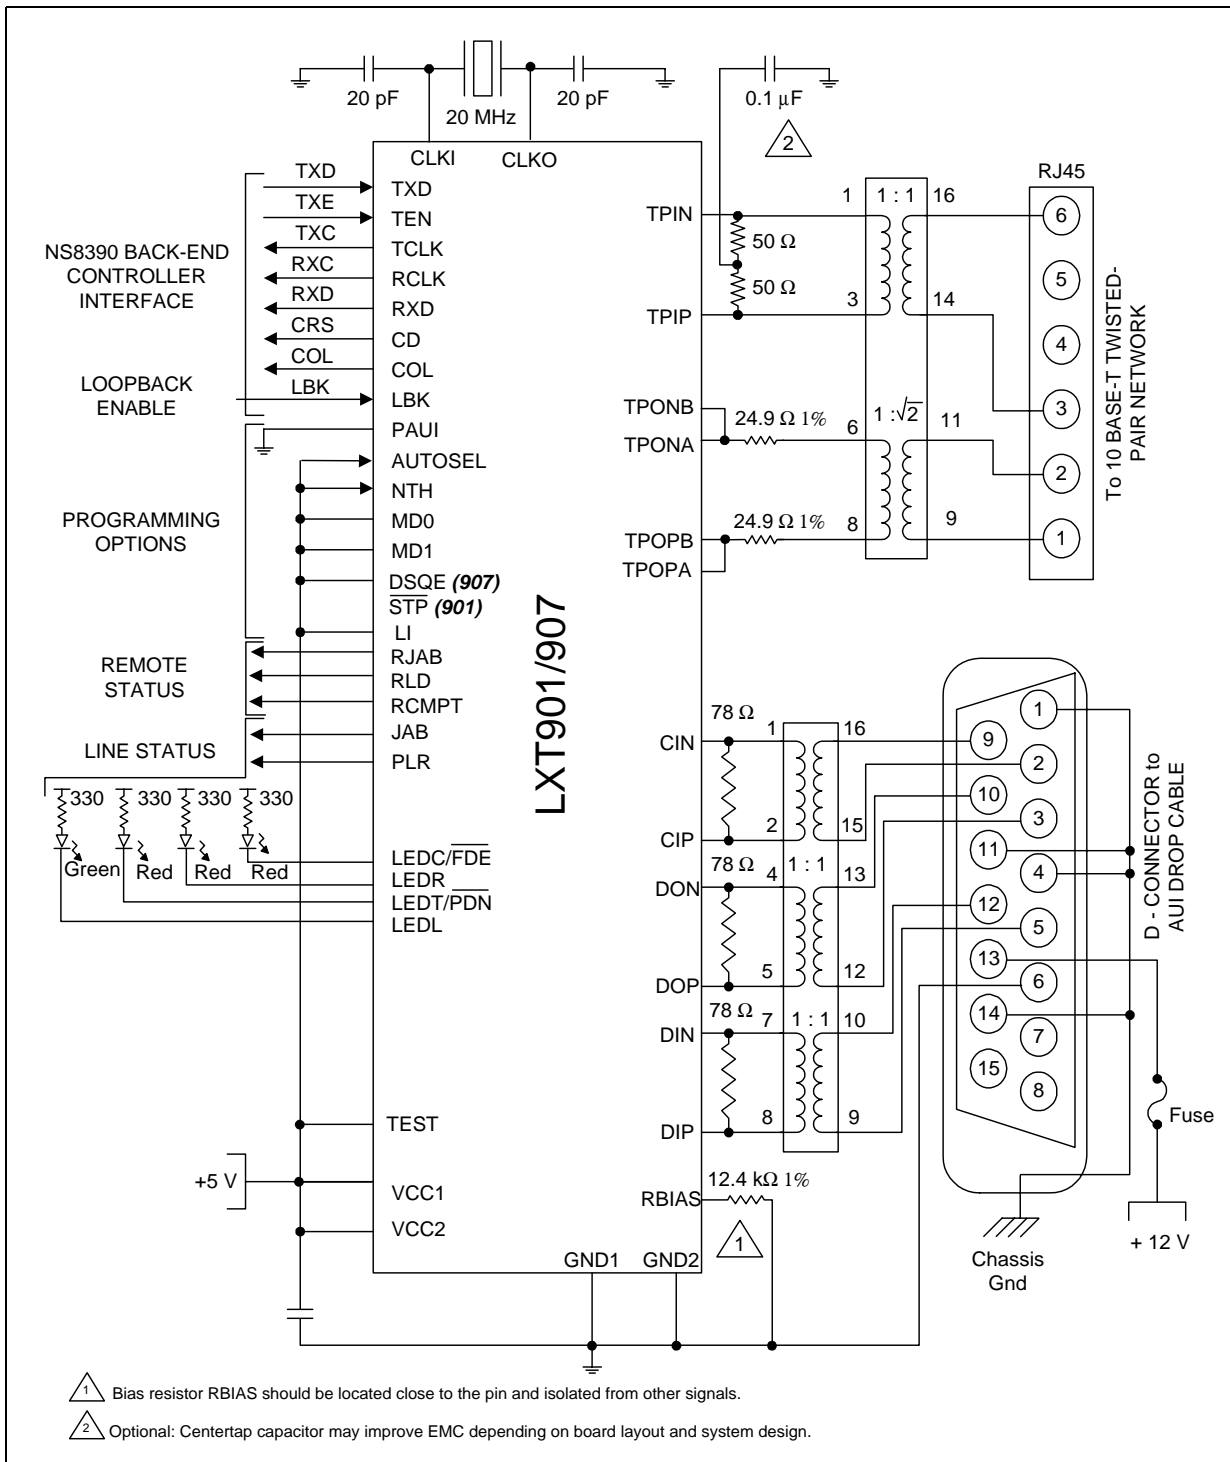 20 pF
20 MHz
20 pF
0.1 µF
2
CLKI
CLKO
RJ45
NS8390 BACK-END
CONTROLLER
INTERFACE
TXD
TXE
TXC
RXC
RXD
CRS
COL
LBK
LOOPBACK
ENABLE
TXD
TEN
TCLK
RCLK
RXD
CD
COL
LBK
PAUI
AUTOSEL
NTH
MD0
MD1
DSQE (907)
STP (901)
LI
PROGRAMMING
OPTIONS
REMOTE
STATUS
RJAB
RLD
RCMPT
LINE STATUS
JAB
PLR
330 330 330 330
Green Red Red Red
LEDC/FDE
LEDR
LEDT/PDN
LEDL
TEST
+5 V
VCC1
VCC2
LXT901/907
GND1
GND2
TPIN
TPIP
50 Ω
50 Ω
1 1 : 1 16
3 14
TPONB
TPONA
24.9 Ω 1%
6 1 :√2 11
TPOPB
TPOPA
24.9 Ω 1%
8 9
6
5
4
3
2
1
To 10 BASE-T TWISTED-
PAIR NETWORK
CIN
CIP
78 Ω
1 16
2 15
1 : 1
DON
DOP
78 Ω
4 13
5 12
DIN
DIP
78 Ω
7 1 : 1 10
8 9
RBIAS
12.4 kΩ 1%
1
1
9
2
10
3
11
4
12
5
13
6
14
7
15
8
D - CONNECTOR to
AUI DROP CABLE
Fuse
+ 12 V
Chassis
Gnd
1 Bias resistor RBIAS should be located close to the pin and isolated from other signals.
2 Optional: Centertap capacitor may improve EMC depending on board layout and system design.